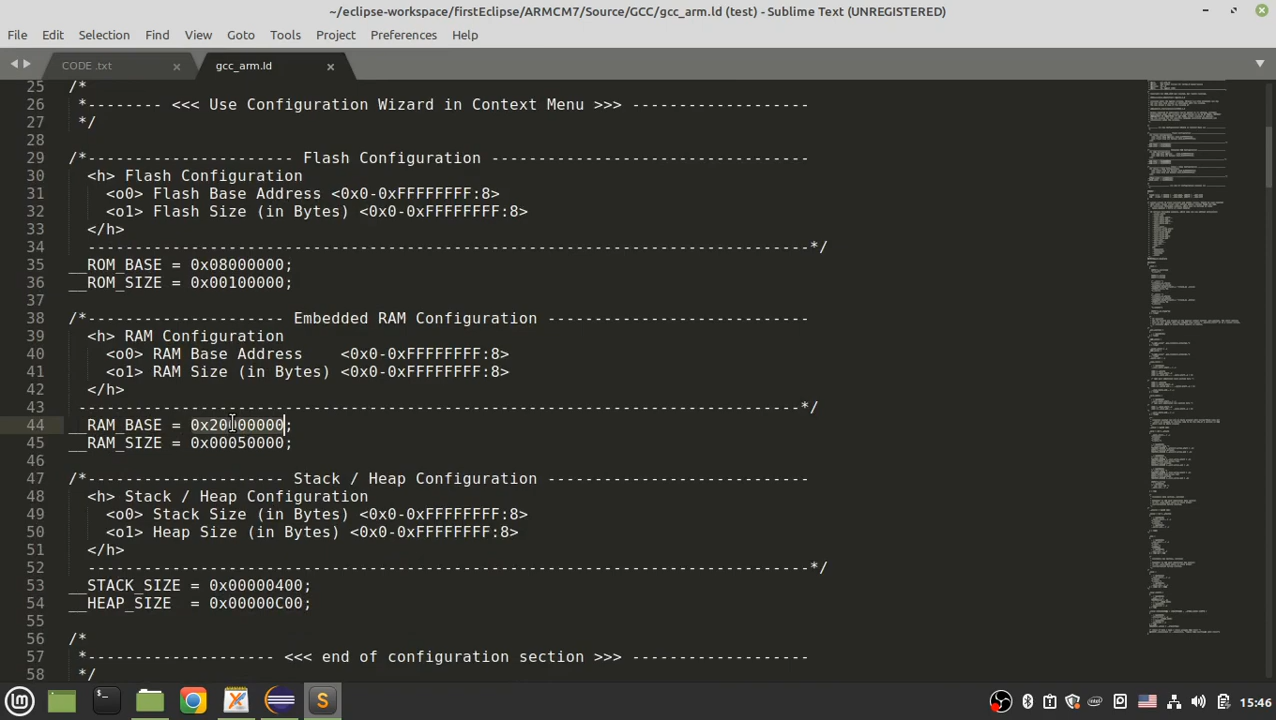 ~/eclipse-workspace/firstEclipse/ARMCM7/Source/GCC/gcc_arm.ld (test) - Sublime Text (UNREGISTERED)
File Edit Selection Find View Goto Tools Project Preferences Help
CODE .txt × gcc_arm.ld ×
25 /*
26 *-------- <<< Use Configuration Wizard in Context Menu >>> -------------------
27 */
28
29 /*---------------------- Flash Configuration ----------------------------------
30 <h> Flash Configuration
31 <o0> Flash Base Address <0x0-0xFFFFFFFF:8>
32 <o1> Flash Size (in Bytes) <0x0-0xFFFFFFFF:8>
33 </h>
34 -----------------------------------------------------------------------------*/
35 __ROM_BASE = 0x08000000;
36 __ROM_SIZE = 0x00100000;
37
38 /*--------------------- Embedded RAM Configuration ----------------------------
39 <h> RAM Configuration
40 <o0> RAM Base Address <0x0-0xFFFFFFFF:8>
41 <o1> RAM Size (in Bytes) <0x0-0xFFFFFFFF:8>
42 </h>
43 -----------------------------------------------------------------------------*/
44 __RAM_BASE =
45 __RAM_SIZE = 0x00050000;
46
47 /*--------------------- Stack / Heap Configuration ----------------------------
48 <h> Stack / Heap Configuration
49 <o0> Stack Size (in Bytes) <0x0-0xFFFFFFFF:8>
50 <o1> Heap Size (in Bytes) <0x0-0xFFFFFFFF:8>
51 </h>
52 -----------------------------------------------------------------------------*/
53 __STACK_SIZE = 0x00000400;
54 __HEAP_SIZE = 0x00000C00;
55
56 /*
57 *-------------------- <<< end of configuration section >>> -------------------
58 */
15:46